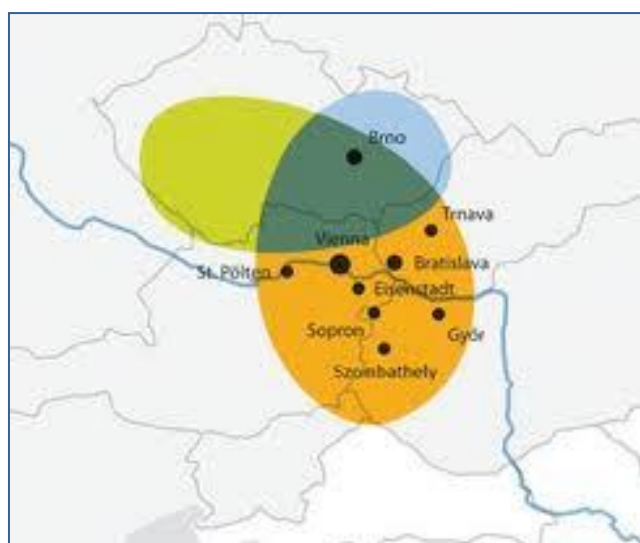 Brno
Trnava
Vienna
St. Pölten
Bratislava
Eisenstadt
Sopron
Győr
Szombathely